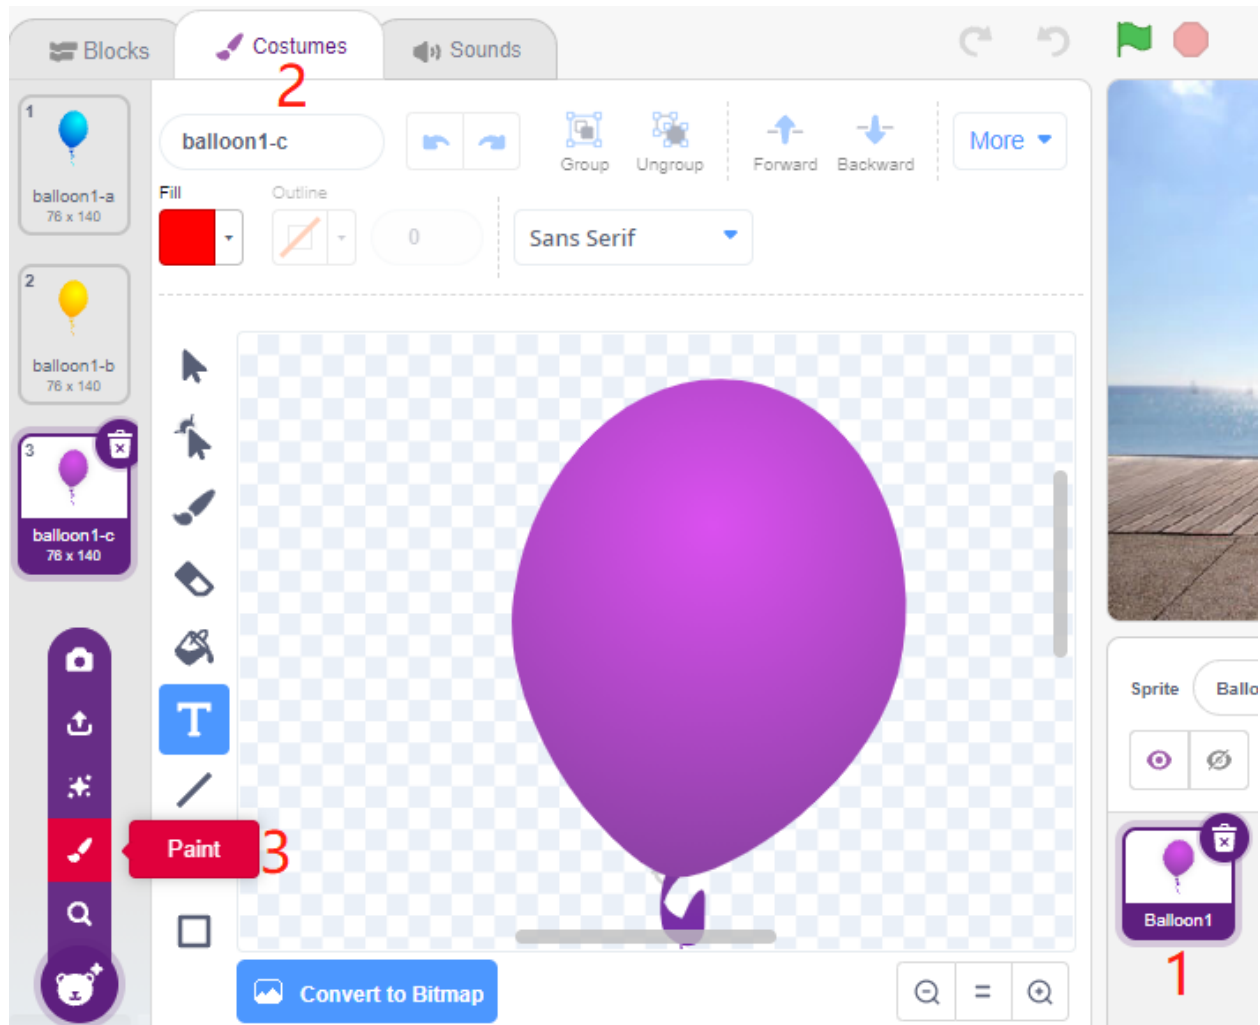 Blocks
Costumes
Sounds
2
1
balloon1-a
76 x 140
2
balloon1-b
76 x 140
3
balloon1-c
76 x 140
balloon1-c
Group
Ungroup
Forward
Backward
More
Fill
Outline
0
Sans Serif
T
Paint
3
Convert to Bitmap
Sprite
Ballo
Balloon1
1